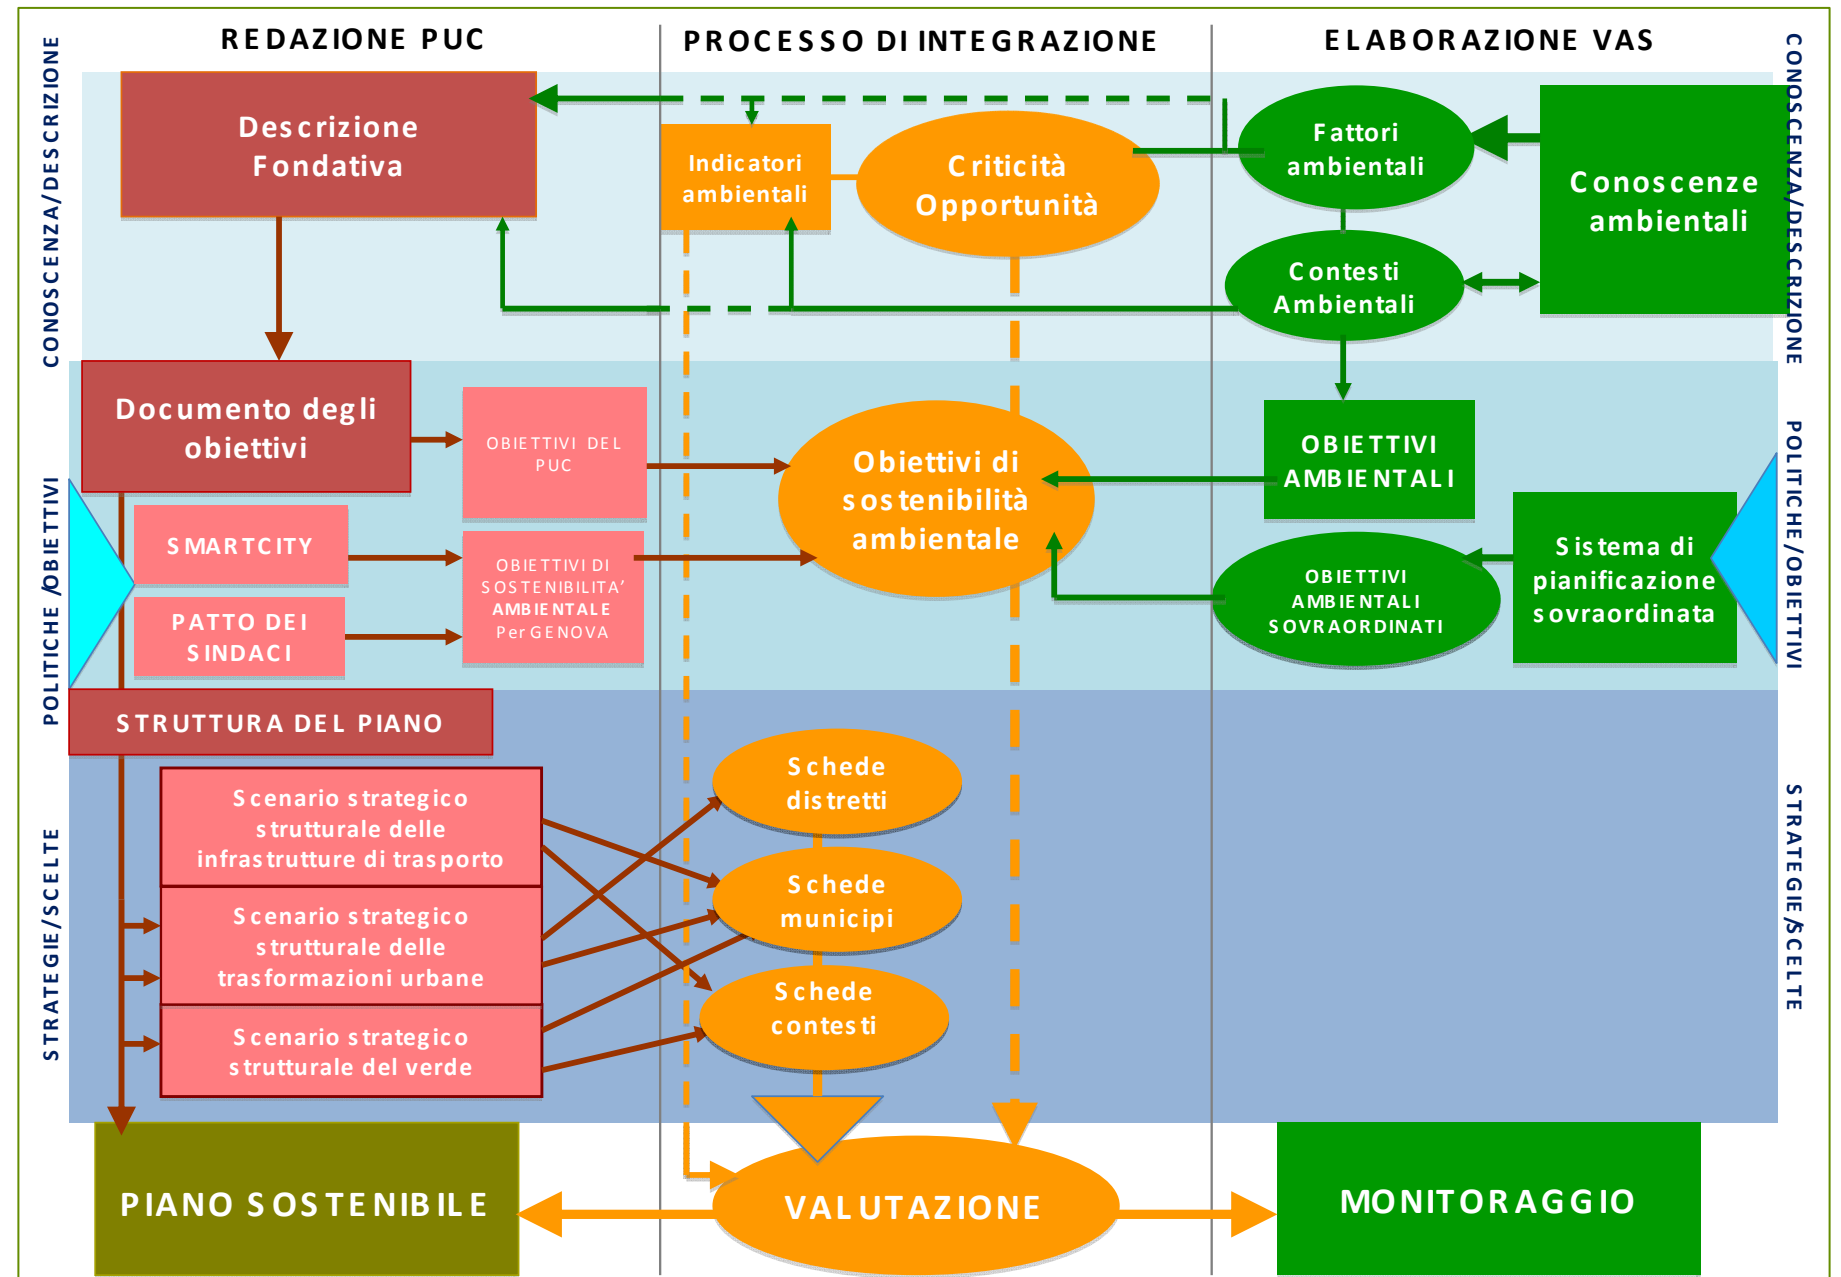 REDAZIONE PUC
PROCESSO DI INTEGRAZIONE
ELABORAZIONE VAS
CONOSCENZA/DESCRIZIONE
CONOSCENZA/DESCRIZIONE
Descrizione
Fondativa
Indicatori
ambientali
Criticità
Opportunità
Fattori
ambientali
Conoscenze
ambientali
Contesti
Ambientali
POLITICHE /OBIETTIVI
POLITICHE/OBIETTIVI
Documento degli
obiettivi
OBIETTIVI DEL
PUC
Obiettivi di
sostenibilità
ambientale
OBIETTIVI
AMBIENTALI
SMARTCITY
OBIETTIVI DI
SOSTENIBILITA’
AMBIENTALE
Per GENOVA
PATTO DEI
SINDACI
OBIETTIVI
AMBIENTALI
SOVRAORDINATI
Sistema di
pianificazione
sovraordinata
STRUTTURA DEL PIANO
STRATEGIE/SCELTE
STRATEGIE/SCELTE
Scenario strategico
strutturale delle
infrastrutture di trasporto
Schede
distretti
Scenario strategico
strutturale delle
trasformazioni urbane
Schede
municipi
Scenario strategico
strutturale del verde
Schede
contesti
PIANO SOSTENIBILE
VALUTAZIONE
MONITORAGGIO